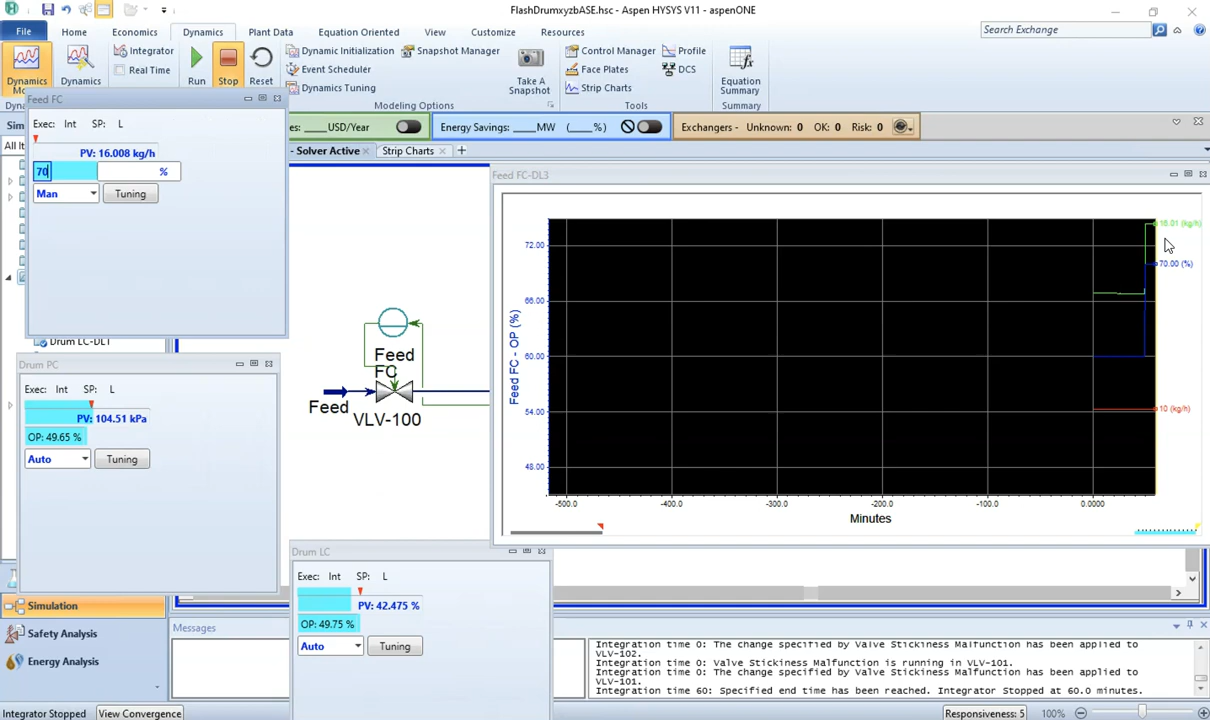 FlashDrumxyzbASE.hsc - Aspen HYSYS V11 - aspenONE
File
Home
Economics
Dynamics
Plant Data
Equation Oriented
View
Customize
Resources
Search Exchange
Dynamics
Dynamics
Integrator
Real Time
Run
Stop
Reset
Dynamic Initialization
Snapshot Manager
Event Scheduler
Dynamics Tuning
Take A
Snapshot
Modeling Options
Control Manager
Profile
Face Plates
DCS
Strip Charts
Tools
Equation
Summary
Summary
USD/Year
Energy Savings: ____MW (____%)
Exchangers - Unknown: 0 OK: 0 Risk: 0
- Solver Active
Strip Charts
Feed FC
Exec: Int SP: L
PV: 16.008 kg/h
70
%
Man
Tuning
Drum LC-DL1
Drum PC
Exec: Int SP: L
PV: 104.51 kPa
OP: 49.65 %
Auto
Tuning
Feed
FC
Feed
VLV-100
Feed FC-DL3
Feed FC - OP (%)
72.00
66.00
60.00
54.00
48.00
16.01 (kg/h)
70.00 (%)
10 (kg/h)
-500.0
-400.0
-300.0
-200.0
-100.0
0.0000
Minutes
Drum LC
Exec: Int SP: L
PV: 42.475 %
OP: 49.75 %
Auto
Tuning
Simulation
Safety Analysis
Energy Analysis
Messages
Integration time 0: The change specified by Valve Stickiness Malfunction has been applied to
VLV-102.
Integration time 0: Valve Stickiness Malfunction is running in VLV-101.
Integration time 0: The change specified by Valve Stickiness Malfunction has been applied to
VLV-101.
Integration time 60: Specified end time has been reached. Integrator Stopped at 60.0 minutes.
Integrator Stopped
View Convergence
Responsiveness: 5
100%